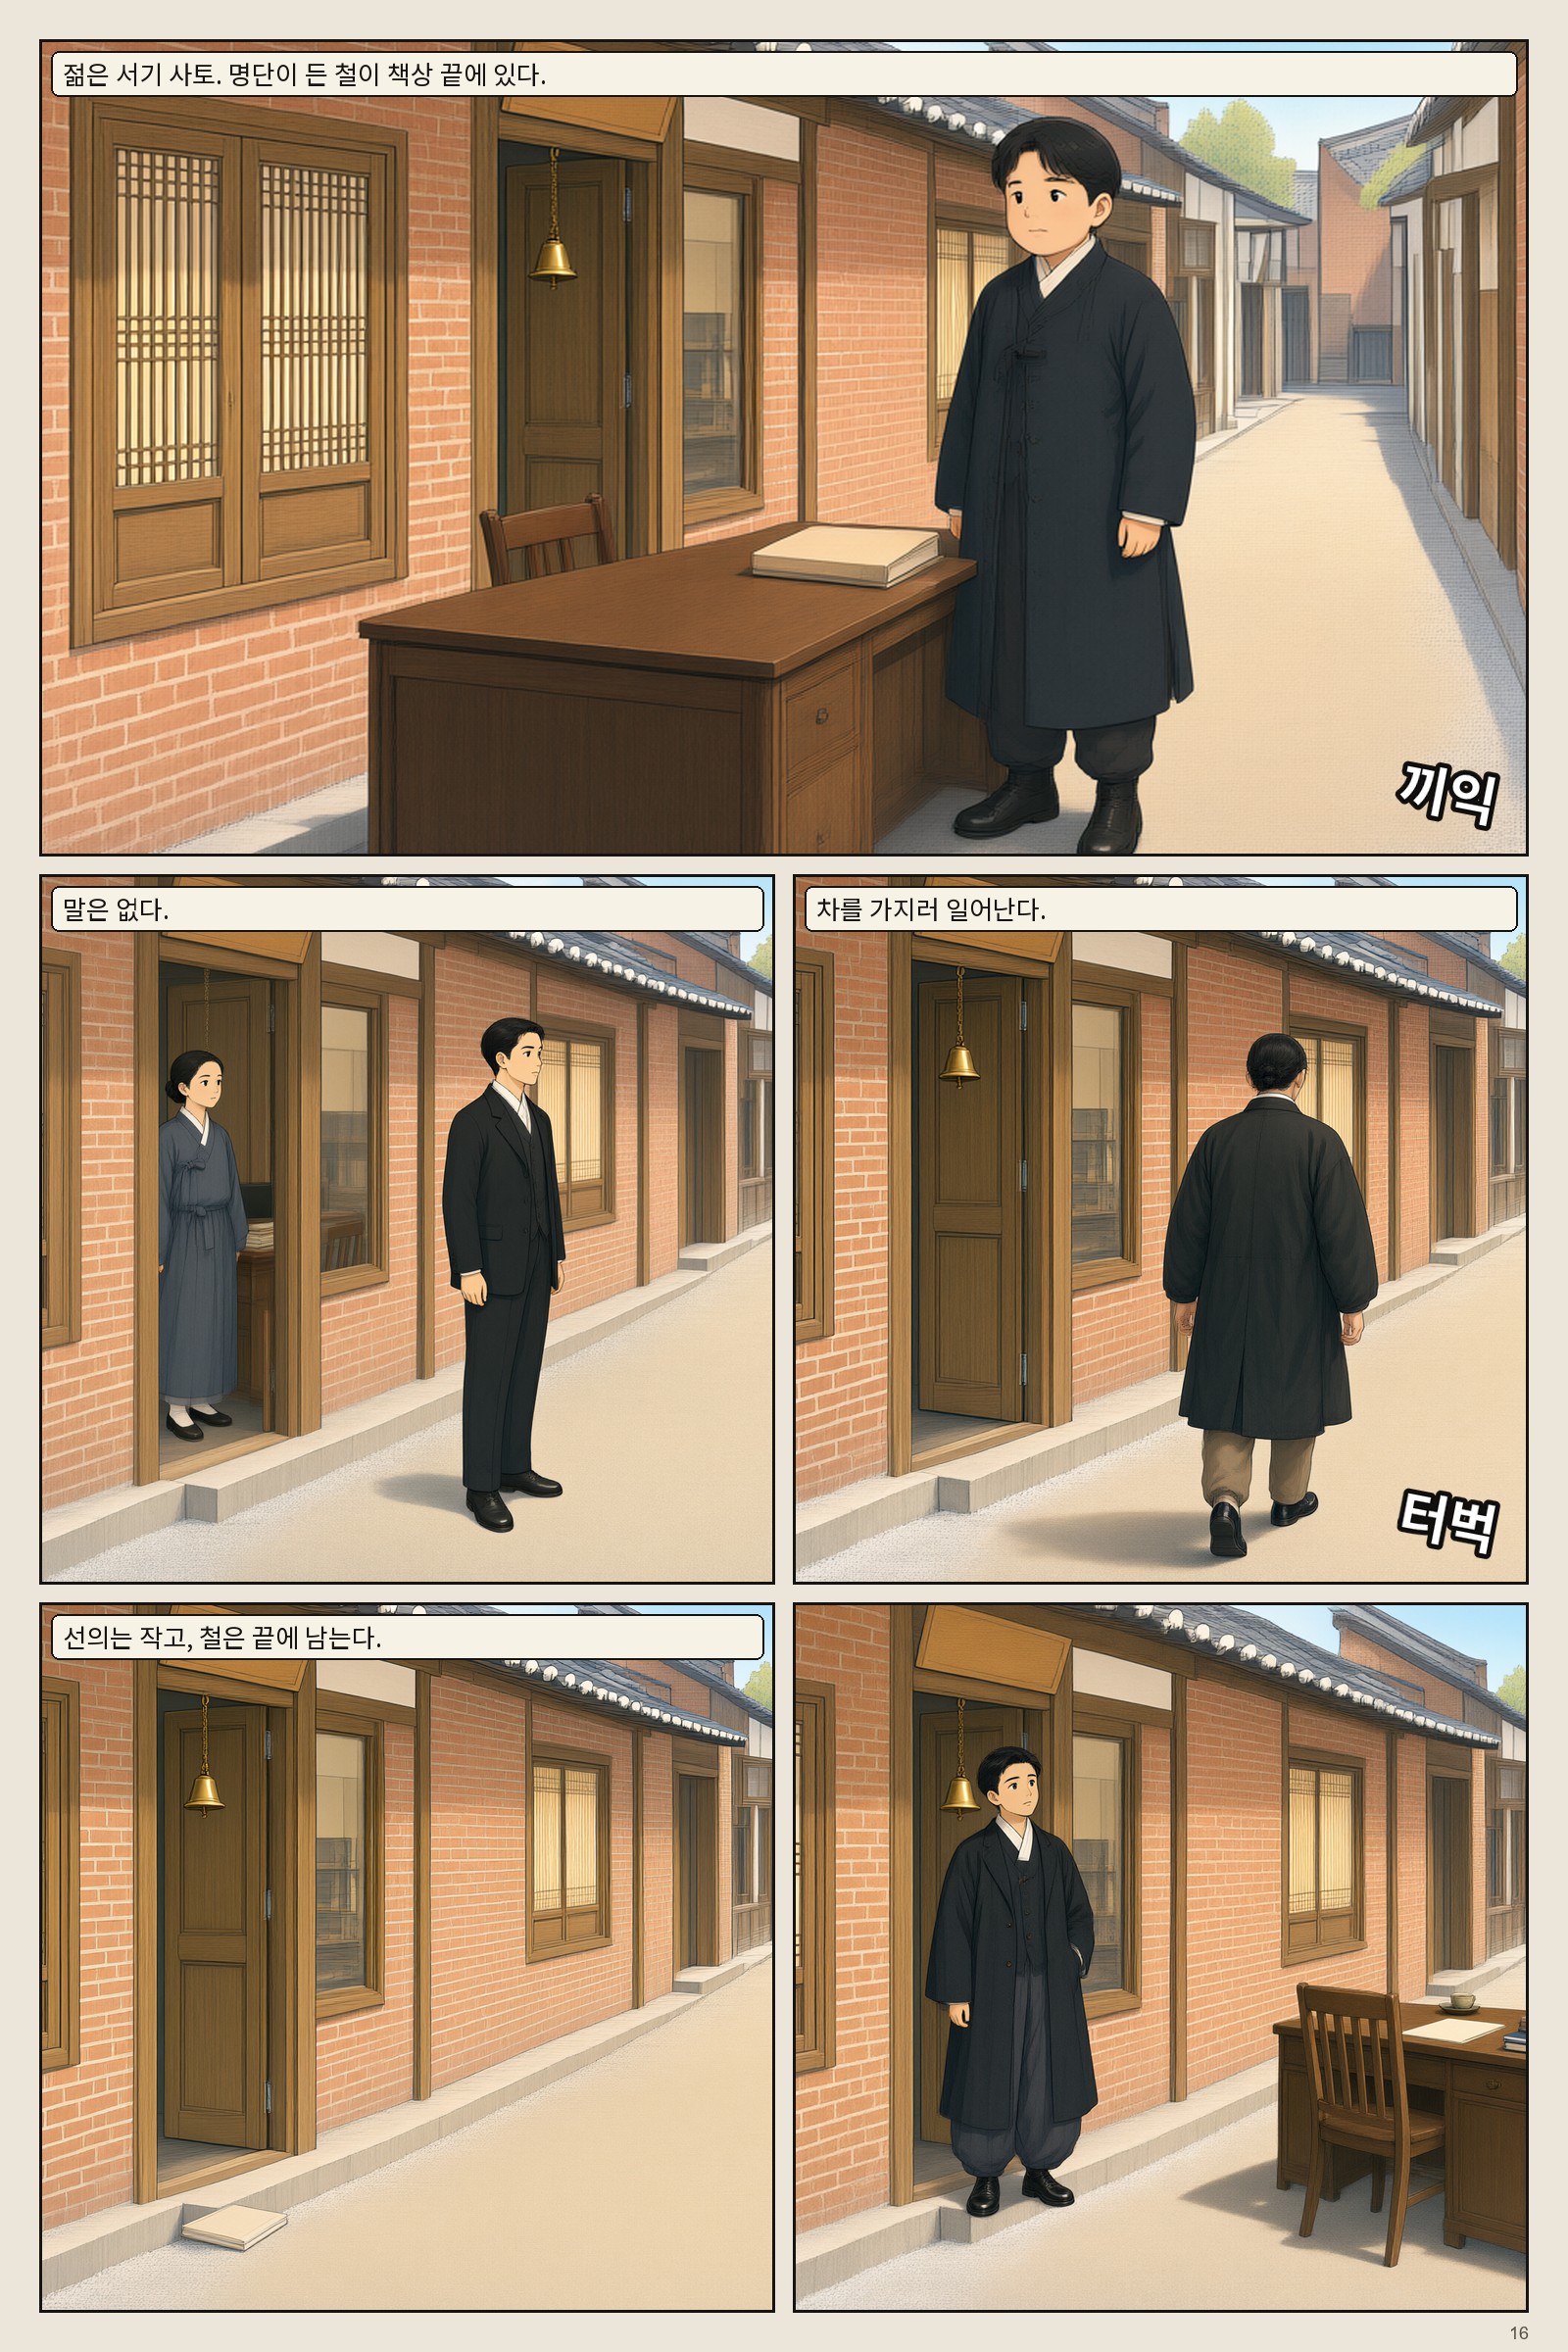 젊은 서기 사토. 명단이 든 철이 책상 끝에 있다.
끼익
말은 없다.
차를 가지러 일어난다.
터벅
선의는 작고, 철은 끝에 남는다.
16